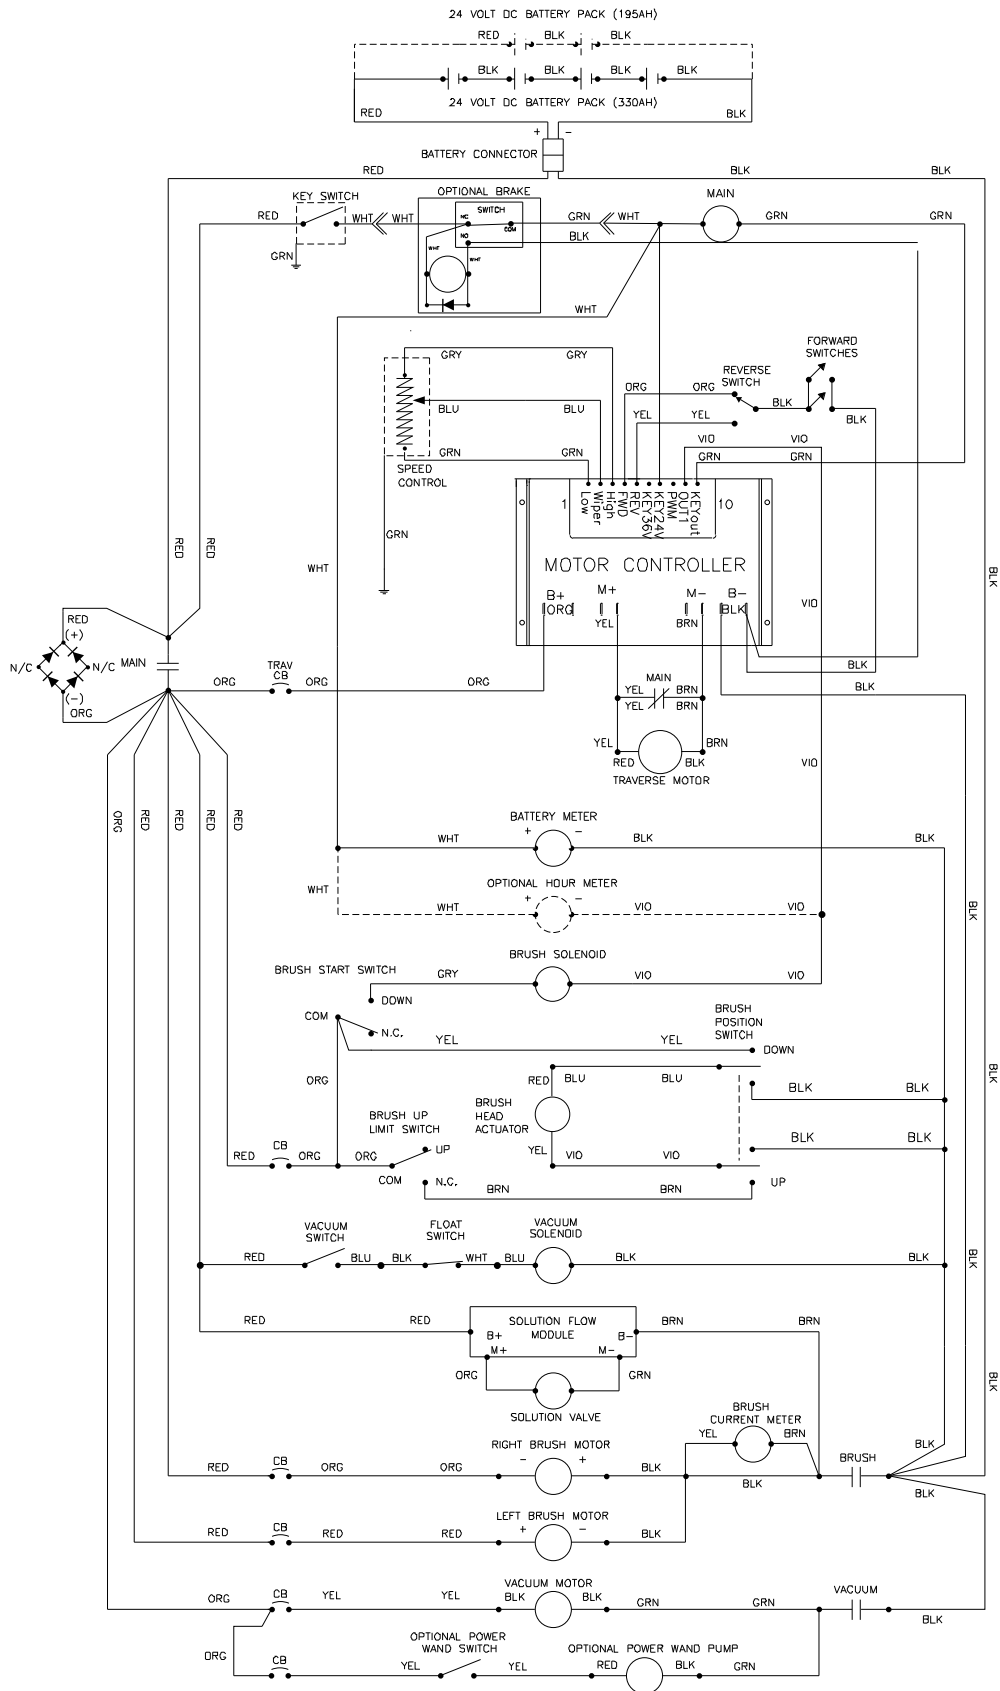 24 VOLT DC BATTERY PACK (195AH)
RED BLK BLK
BLK BLK BLK BLK
24 VOLT DC BATTERY PACK (330AH)
RED BLK
+ −
BATTERY CONNECTOR
RED BLK BLK
KEY SWITCH OPTIONAL BRAKE MAIN
SWITCH
RED WHT WHT NC COM GRN WHT GRN GRN
NO BLK
GRN WHT WHT
WHT
FORWARD
SWITCHES
GRY GRY
REVERSE
SWITCH
ORG ORG
BLU BLU YEL YEL BLK BLK
VIO VIO
GRN GRN GRN GRN
SPEED
CONTROL
1 Low Wiper High FWD REV KEY36V KEY24V PWM OUT1 KEYout 10
GRN
RED RED
WHT
MOTOR CONTROLLER
BLK
B+ M+ M- B-
ORG BLK
YEL BRN
VIO
RED
(+)
N/C N/C MAIN
(-)
ORG
TRAV
CB
ORG ORG ORG
BLK
BLK
MAIN
YEL BRN
YEL BRN
YEL BRN
RED BLK
TRAVERSE MOTOR
VIO
ORG RED RED RED RED
BATTERY METER
WHT + − BLK BLK
OPTIONAL HOUR METER
WHT
WHT + − VIO VIO
BLK
BRUSH SOLENOID
BRUSH START SWITCH
GRY VIO VIO
DOWN
COM
N.C.
BRUSH
POSITION
SWITCH
YEL YEL
DOWN
ORG
RED BLU BLU
BLK
BLK BLK
BRUSH
HEAD
ACTUATOR
BRUSH UP
LIMIT SWITCH
BLK BLK
YEL VIO VIO
CB
RED ORG ORG
UP
COM N.C.
BRN BRN
UP
VACUUM
SWITCH
FLOAT
SWITCH
VACUUM
SOLENOID
RED BLU BLK WHT BLU BLK BLK
BLK
RED RED
SOLUTION FLOW
MODULE
B+ B-
M+ M-
BRN BRN
ORG GRN
SOLUTION VALVE
BLK
BRUSH
CURRENT METER
YEL BRN
RIGHT BRUSH MOTOR
BLK
BRUSH
CB
RED ORG ORG − + BLK
BLK
BLK
LEFT BRUSH MOTOR
CB
RED RED RED + − BLK
VACUUM MOTOR
CB
ORG YEL YEL BLK BLK GRN GRN
VACUUM
BLK
OPTIONAL POWER
WAND SWITCH
OPTIONAL POWER WAND PUMP
ORG
CB
YEL YEL RED BLK GRN